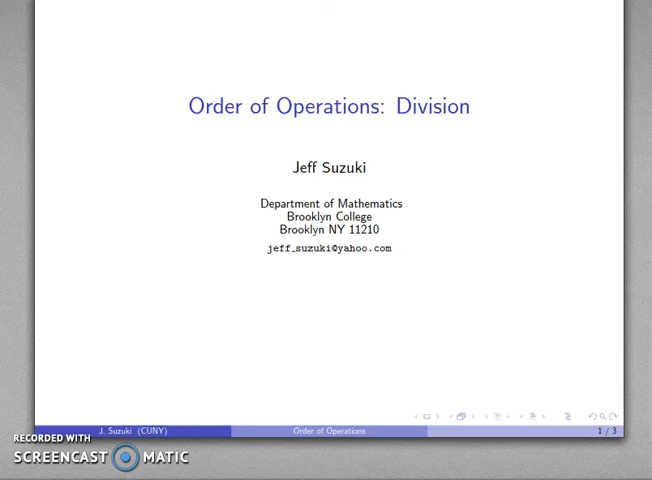 Order of Operations: Division
Jeff Suzuki
Department of Mathematics
Brooklyn College
Brooklyn NY 11210
jeff_suzuki@yahoo.com
J. Suzuki (CUNY)
Order of Operations
1 / 3
RECORDED WITH
SCREENCAST MATIC